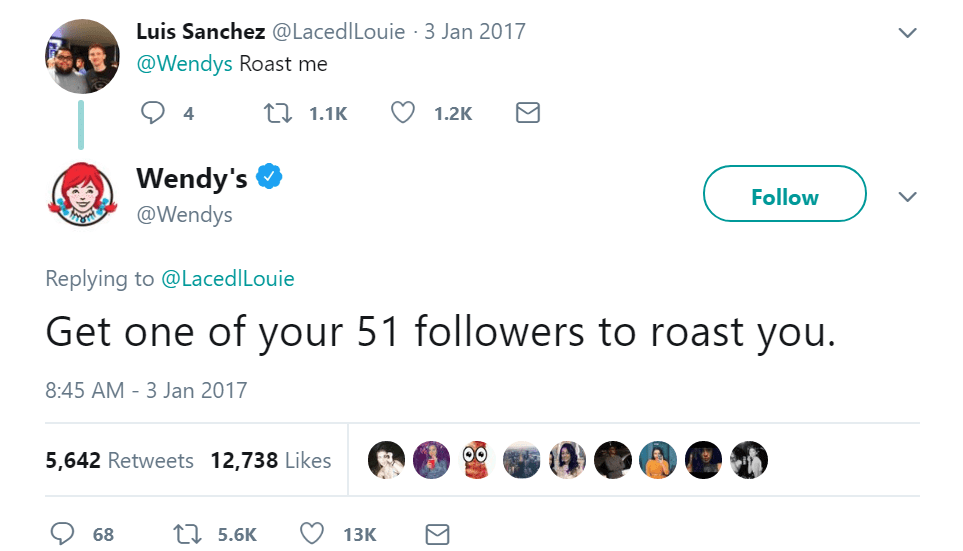 Luis Sanchez @LacedlLouie · 3 Jan 2017
@Wendys Roast me
4 1.1K 1.2K
Wendy's
@Wendys
Follow
Replying to @LacedlLouie
Get one of your 51 followers to roast you.
8:45 AM - 3 Jan 2017
5,642 Retweets 12,738 Likes
68 5.6K 13K